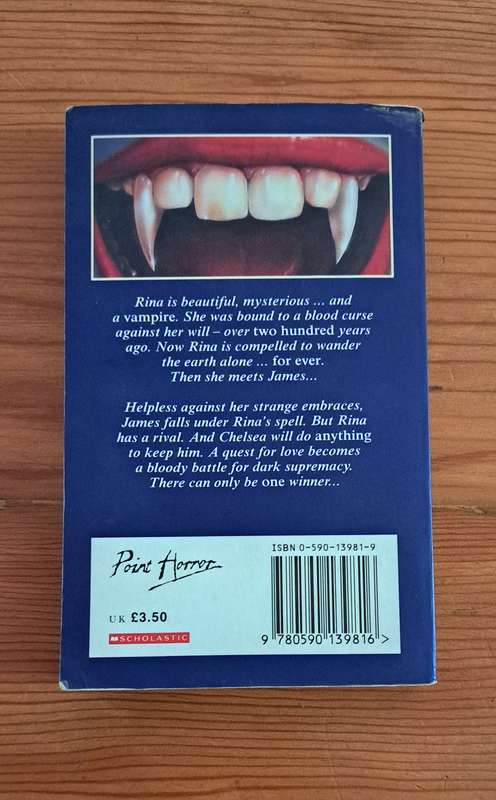 Rina is beautiful, mysterious ... and
a vampire. She was bound to a blood curse
against her will – over two hundred years
ago. Now Rina is compelled to wander
the earth alone ... for ever.
Then she meets James...
Helpless against her strange embraces,
James falls under Rina's spell. But Rina
has a rival. And Chelsea will do anything
to keep him. A quest for love becomes
a bloody battle for dark supremacy.
There can only be one winner...
Point Horror
UK £3.50
SCHOLASTIC
ISBN 0-590-13981-9
9 780590 139816 >